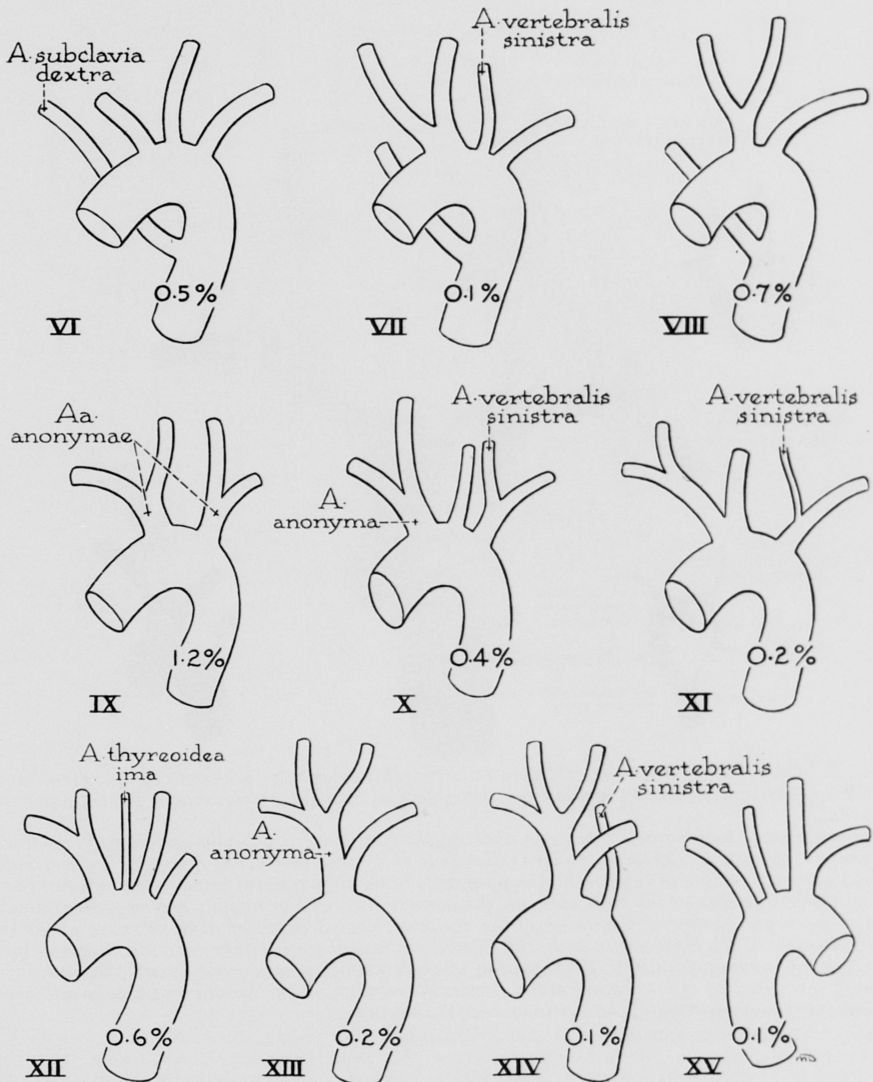 A. subclavia
dextra
A. vertebralis
sinistra
0.5%
VI
0.1%
VII
0.7%
VIII
Aa.
anonymae
1.2%
IX
A. vertebralis
sinistra
A.
anonyma
0.4%
X
A. vertebralis
sinistra
0.2%
XI
A. thyreoidea
ima
0.6%
XII
A.
anonyma
0.2%
XIII
A. vertebralis
sinistra
0.1%
XIV
0.1%
XV